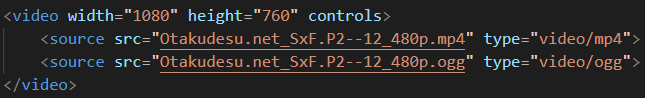 <video width="1080" height="760" controls>
<source src="Otakudesu.net_SxF.P2--12_480p.mp4" type="video/mp4">
<source src="Otakudesu.net_SxF.P2--12_480p.ogg" type="video/ogg">
</video>